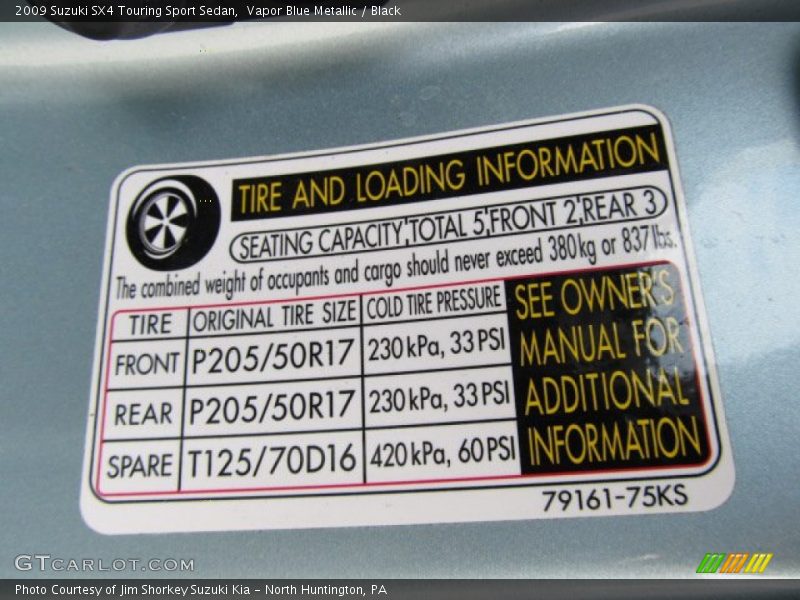 2009 Suzuki SX4 Touring Sport Sedan, Vapor Blue Metallic / Black
TIRE AND LOADING INFORMATION
SEATING CAPACITY, TOTAL 5, FRONT 2, REAR 3
The combined weight of occupants and cargo should never exceed 380kg or 837lbs.
TIRE ORIGINAL TIRE SIZE COLD TIRE PRESSURE
FRONT P205/50R17 230kPa, 33PSI
REAR P205/50R17 230kPa, 33PSI
SPARE T125/70D16 420kPa, 60PSI
SEE OWNER'S
MANUAL FOR
ADDITIONAL
INFORMATION
79161-75KS
GTcarlot.com
Photo Courtesy of Jim Shorkey Suzuki Kia - North Huntington, PA